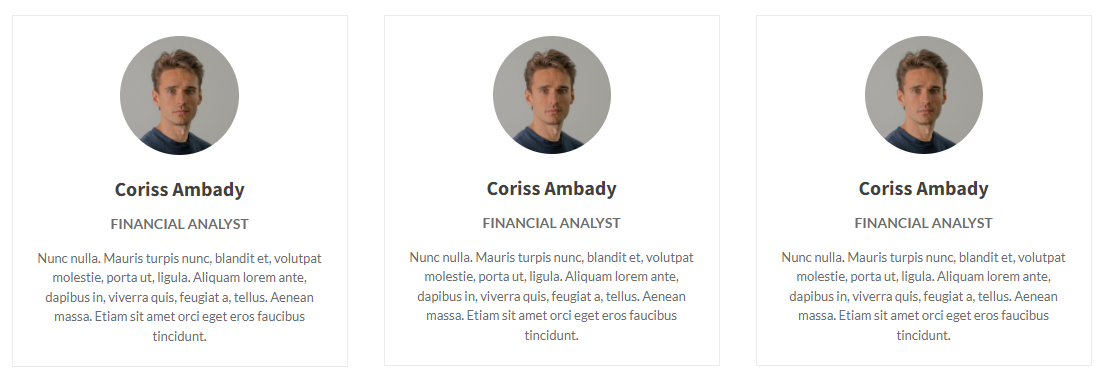 Coriss Ambady
FINANCIAL ANALYST
Nunc nulla. Mauris turpis nunc, blandit et, volutpat
molestie, porta ut, ligula. Aliquam lorem ante,
dapibus in, viverra quis, feugiat a, tellus. Aenean
massa. Etiam sit amet orci eget eros faucibus
tincidunt.
Coriss Ambady
FINANCIAL ANALYST
Nunc nulla. Mauris turpis nunc, blandit et, volutpat
molestie, porta ut, ligula. Aliquam lorem ante,
dapibus in, viverra quis, feugiat a, tellus. Aenean
massa. Etiam sit amet orci eget eros faucibus
tincidunt.
Coriss Ambady
FINANCIAL ANALYST
Nunc nulla. Mauris turpis nunc, blandit et, volutpat
molestie, porta ut, ligula. Aliquam lorem ante,
dapibus in, viverra quis, feugiat a, tellus. Aenean
massa. Etiam sit amet orci eget eros faucibus
tincidunt.